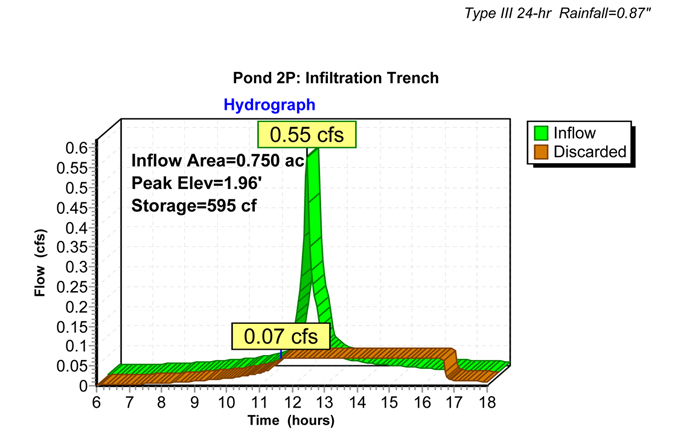 Type III 24-hr Rainfall=0.87"
Pond 2P: Infiltration Trench
Hydrograph
0.55 cfs
Inflow
Discarded
Inflow Area=0.750 ac
Peak Elev=1.96'
Storage=595 cf
0.07 cfs
Flow (cfs)
0.6
0.55
0.5
0.45
0.4
0.35
0.3
0.25
0.2
0.15
0.1
0.05
0
6 7 8 9 10 11 12 13 14 15 16 17 18
Time (hours)